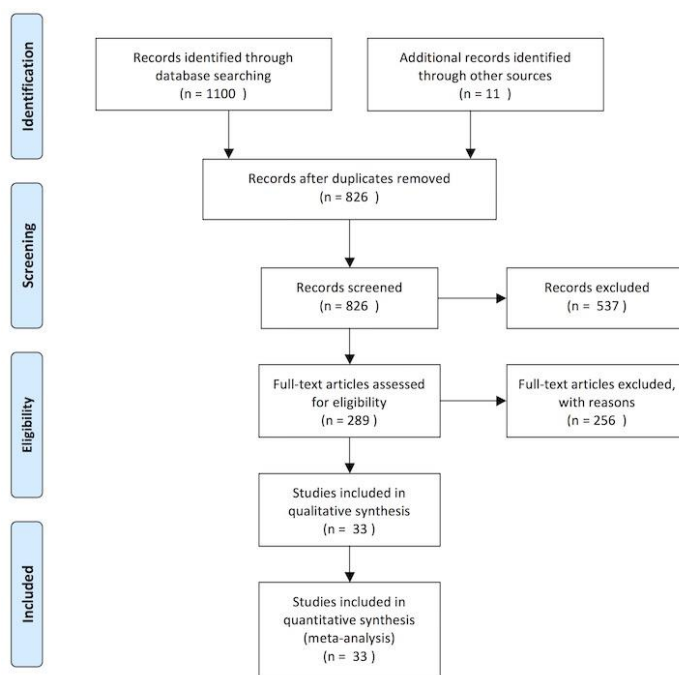 Identification
Records identified through
database searching
(n = 1100 )
Additional records identified
through other sources
(n = 11 )
Records after duplicates removed
(n = 826 )
Screening
Records screened
(n = 826 )
Records excluded
(n = 537 )
Eligibility
Full-text articles assessed
for eligibility
(n = 289 )
Full-text articles excluded,
with reasons
(n = 256 )
Studies included in
qualitative synthesis
(n = 33 )
Included
Studies included in
quantitative synthesis
(meta-analysis)
(n = 33 )